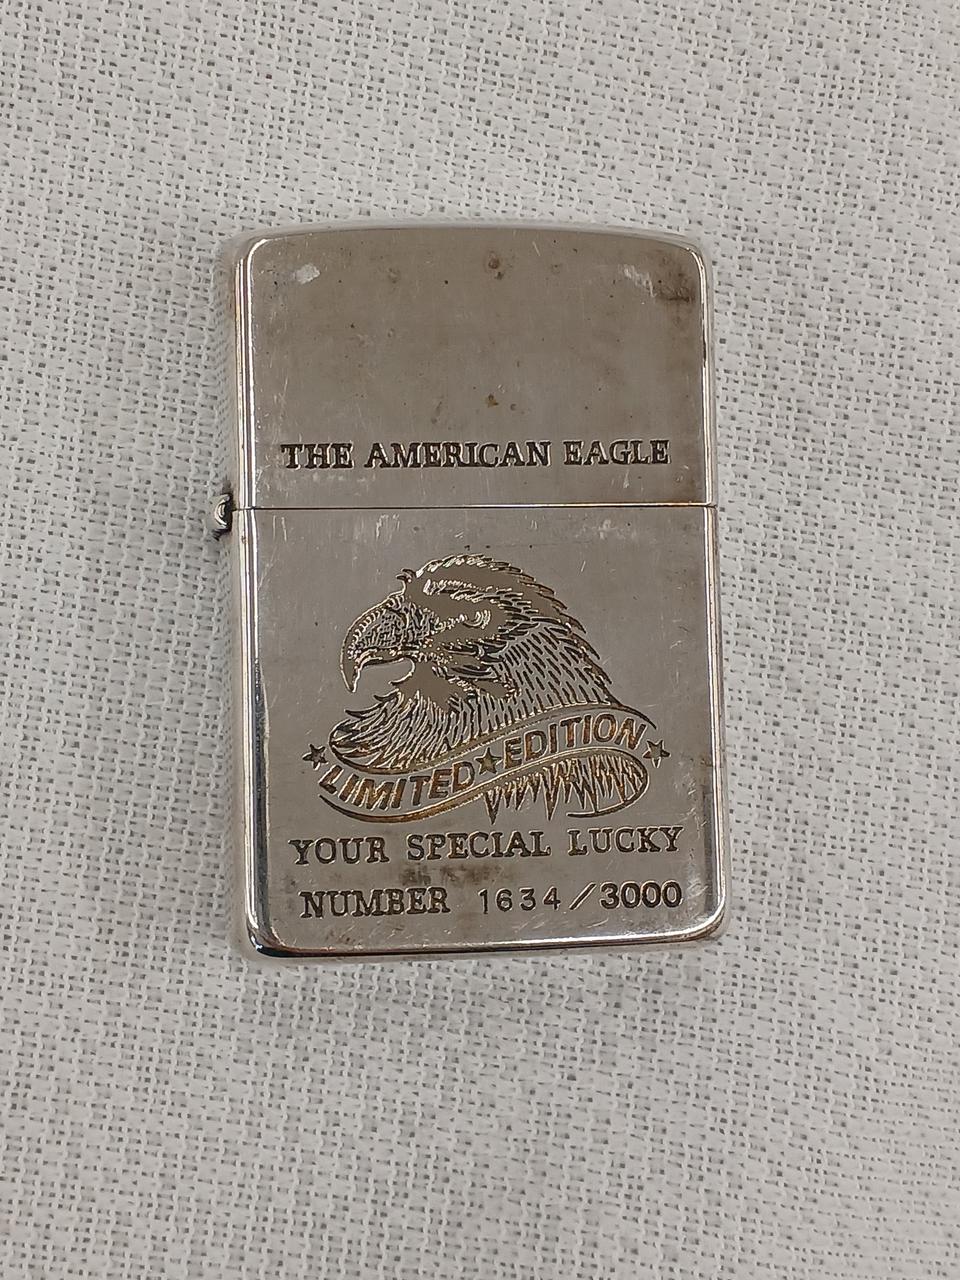 THE AMERICAN EAGLE
LIMITED★EDITION
YOUR SPECIAL LUCKY
NUMBER 1634/3000